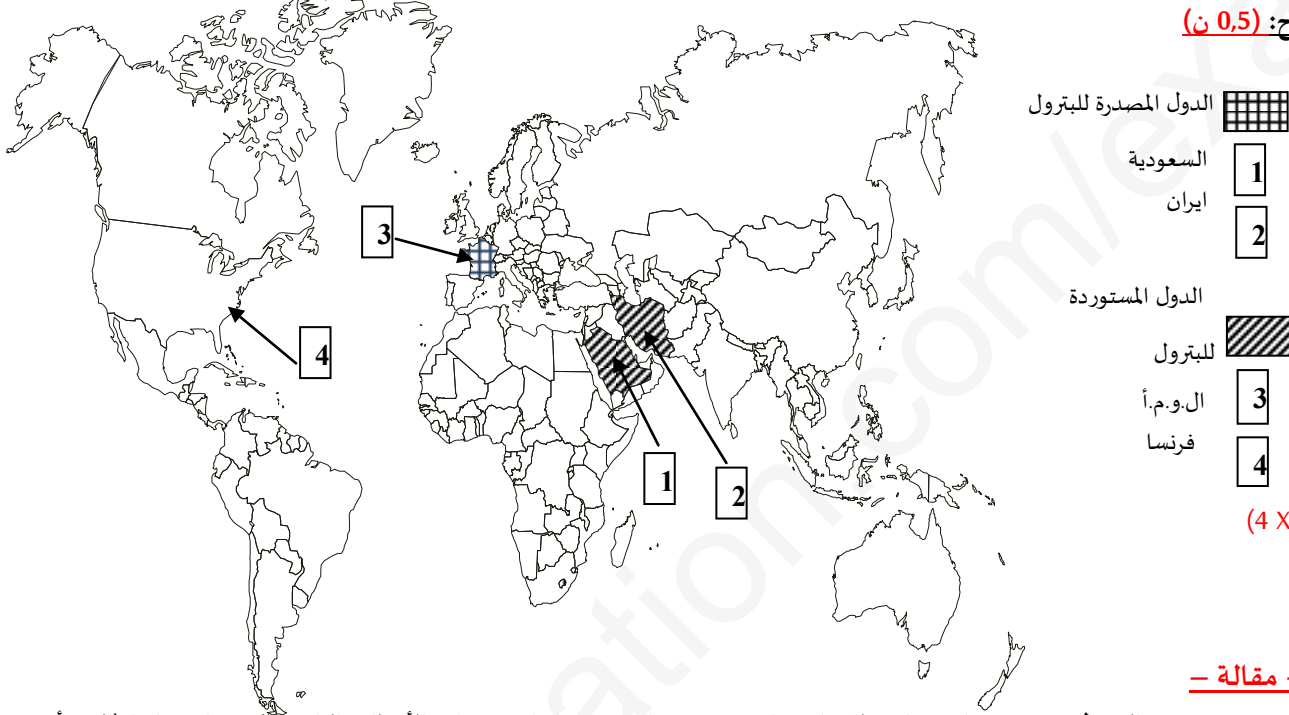 ح: (0,5 ن)
الدول المصدرة للبترول
السعودية
1
ايران
2
الدول المستوردة
للبترول
ال.و.م.أ
3
فرنسا
4
(4 X
3
4
1
2
مقالة –